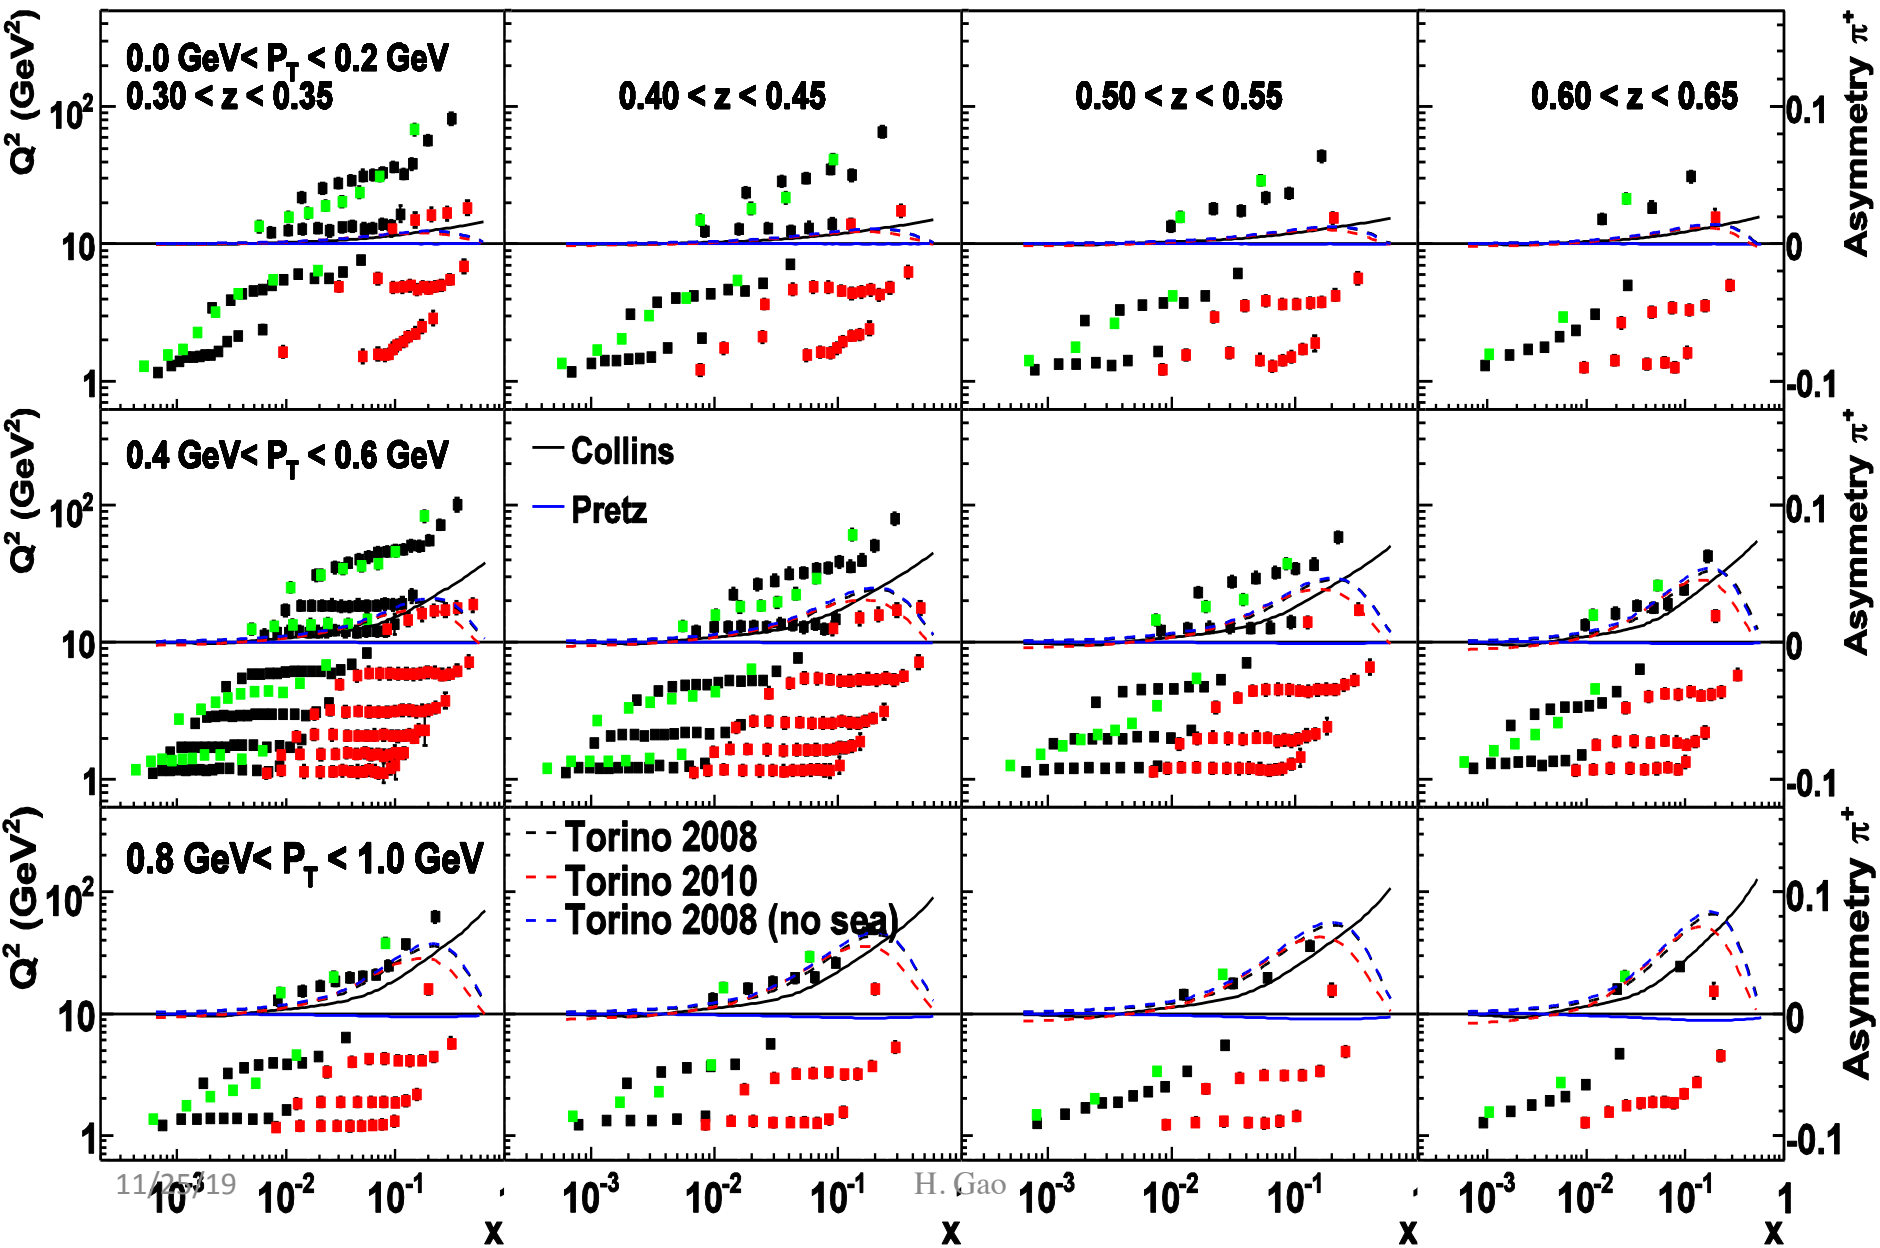 Q² (GeV²)
0.0 GeV< P_T < 0.2 GeV
0.30 < z < 0.35
0.40 < z < 0.45
0.50 < z < 0.55
0.60 < z < 0.65
Asymmetry π⁺
10²
10
1
0.1
0
-0.1
Q² (GeV²)
0.4 GeV< P_T < 0.6 GeV
Collins
Pretz
Asymmetry π⁺
10²
10
1
0.1
0
-0.1
Q² (GeV²)
0.8 GeV< P_T < 1.0 GeV
Torino 2008
Torino 2010
Torino 2008 (no sea)
Asymmetry π⁺
10²
10
1
0.1
0
-0.1
11/25/19
H. Gao
10⁻³ 10⁻² 10⁻¹
10⁻³ 10⁻² 10⁻¹
10⁻³ 10⁻² 10⁻¹
10⁻³ 10⁻² 10⁻¹ 1
x
x
x
x